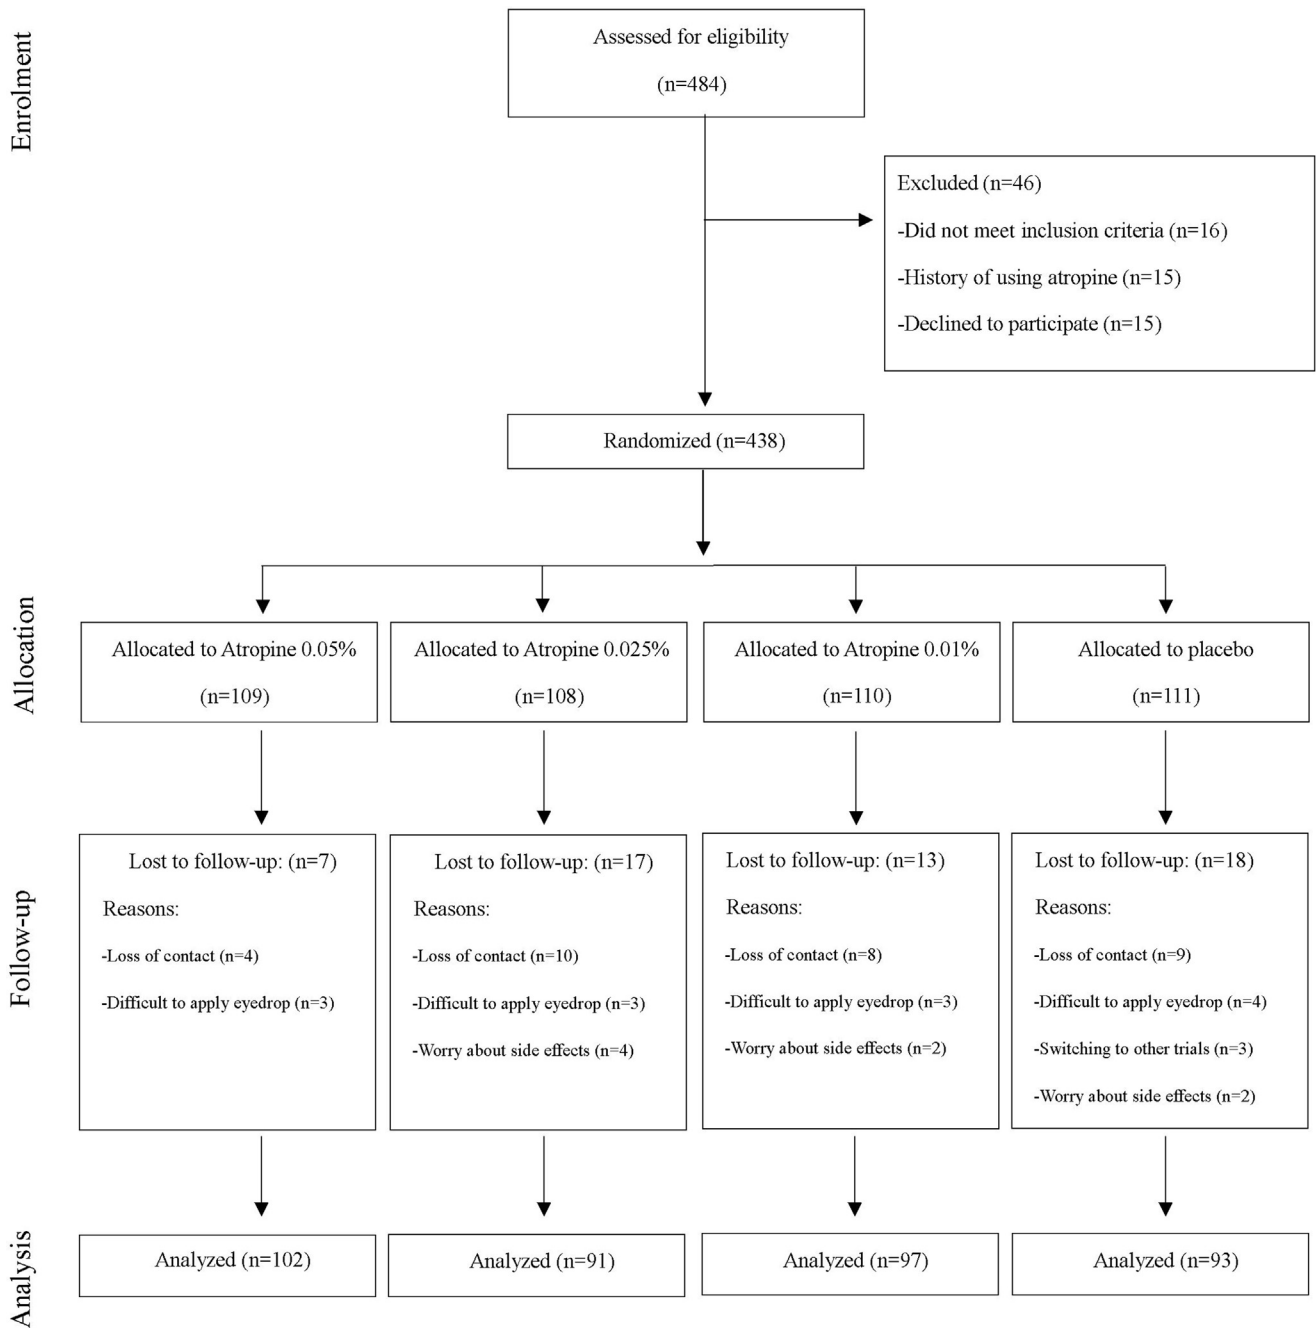 Enrolment
Assessed for eligibility
(n=484)
Excluded (n=46)
-Did not meet inclusion criteria (n=16)
-History of using atropine (n=15)
-Declined to participate (n=15)
Randomized (n=438)
Allocation
Allocated to Atropine 0.05%
(n=109)
Allocated to Atropine 0.025%
(n=108)
Allocated to Atropine 0.01%
(n=110)
Allocated to placebo
(n=111)
Follow-up
Lost to follow-up: (n=7)
Reasons:
-Loss of contact (n=4)
-Difficult to apply eyedrop (n=3)
Lost to follow-up: (n=17)
Reasons:
-Loss of contact (n=10)
-Difficult to apply eyedrop (n=3)
-Worry about side effects (n=4)
Lost to follow-up: (n=13)
Reasons:
-Loss of contact (n=8)
-Difficult to apply eyedrop (n=3)
-Worry about side effects (n=2)
Lost to follow-up: (n=18)
Reasons:
-Loss of contact (n=9)
-Difficult to apply eyedrop (n=4)
-Switching to other trials (n=3)
-Worry about side effects (n=2)
Analysis
Analyzed (n=102)
Analyzed (n=91)
Analyzed (n=97)
Analyzed (n=93)